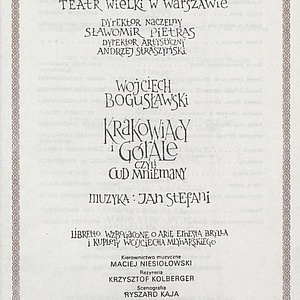 TEATR WIELKI W WARSZAWIE
DYREKTOR NACZELNY
SŁAWOMIR PIETRAS
DYREKTOR ARTYSTYCZNY
ANDRZEJ STRASZYŃSKI
WOJCIECH
BOGUSŁAWSKI
KRAKOWIACY
i GÓRALE
CZYLI
CUD MNIEMANY
MUZYKA: JAN STEFANI
LIBRETTO WZBOGACONE O ARIE ERNESTA BRYLLA
i KUPLETY WOJCIECHA MŁYNARSKIEGO
Kierownictwo muzyczne
MACIEJ NIESIOŁOWSKI
Reżyseria
KRZYSZTOF KOLBERGER
Scenografia
RYSZARD KAJA